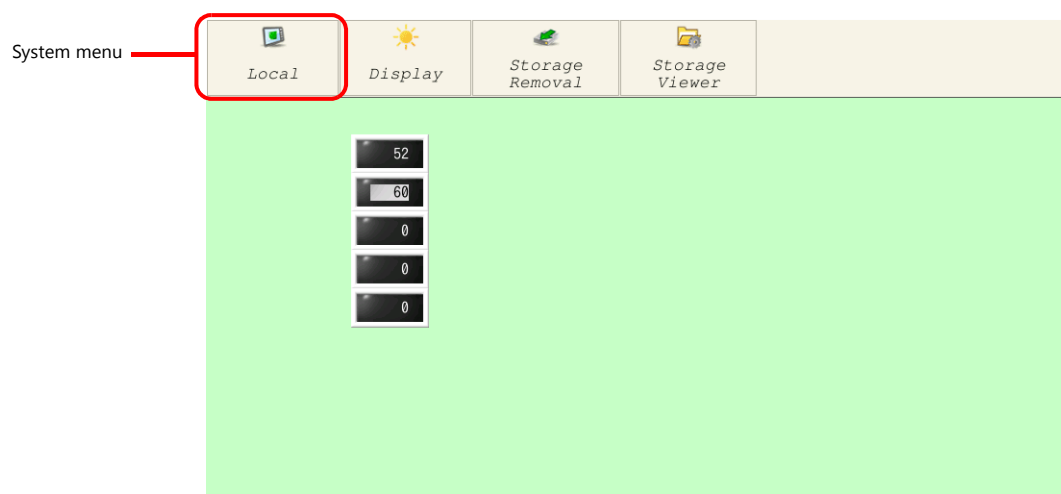 System menu
Local
Display
Storage
Removal
Storage
Viewer
52
60
0
0
0